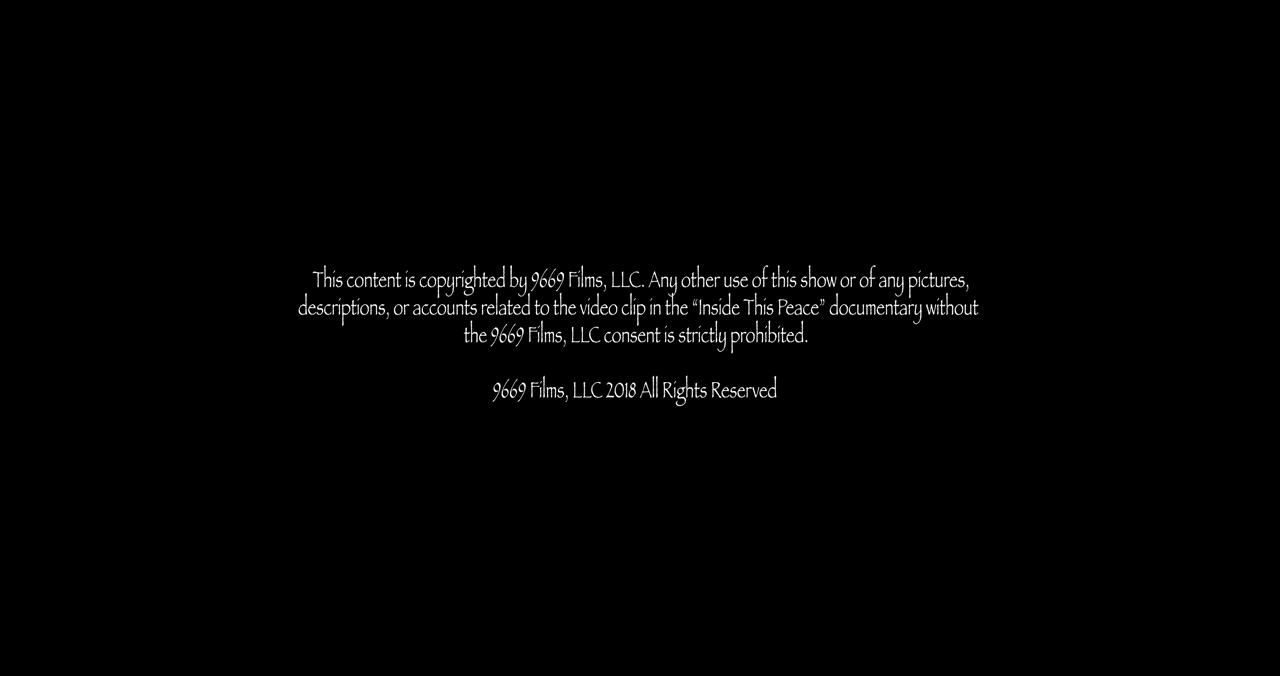 This content is copyrighted by 9669 Films, LLC. Any other use of this show or of any pictures,
descriptions, or accounts related to the video clip in the “Inside This Peace” documentary without
the 9669 Films, LLC consent is strictly prohibited.
9669 Films, LLC 2018 All Rights Reserved